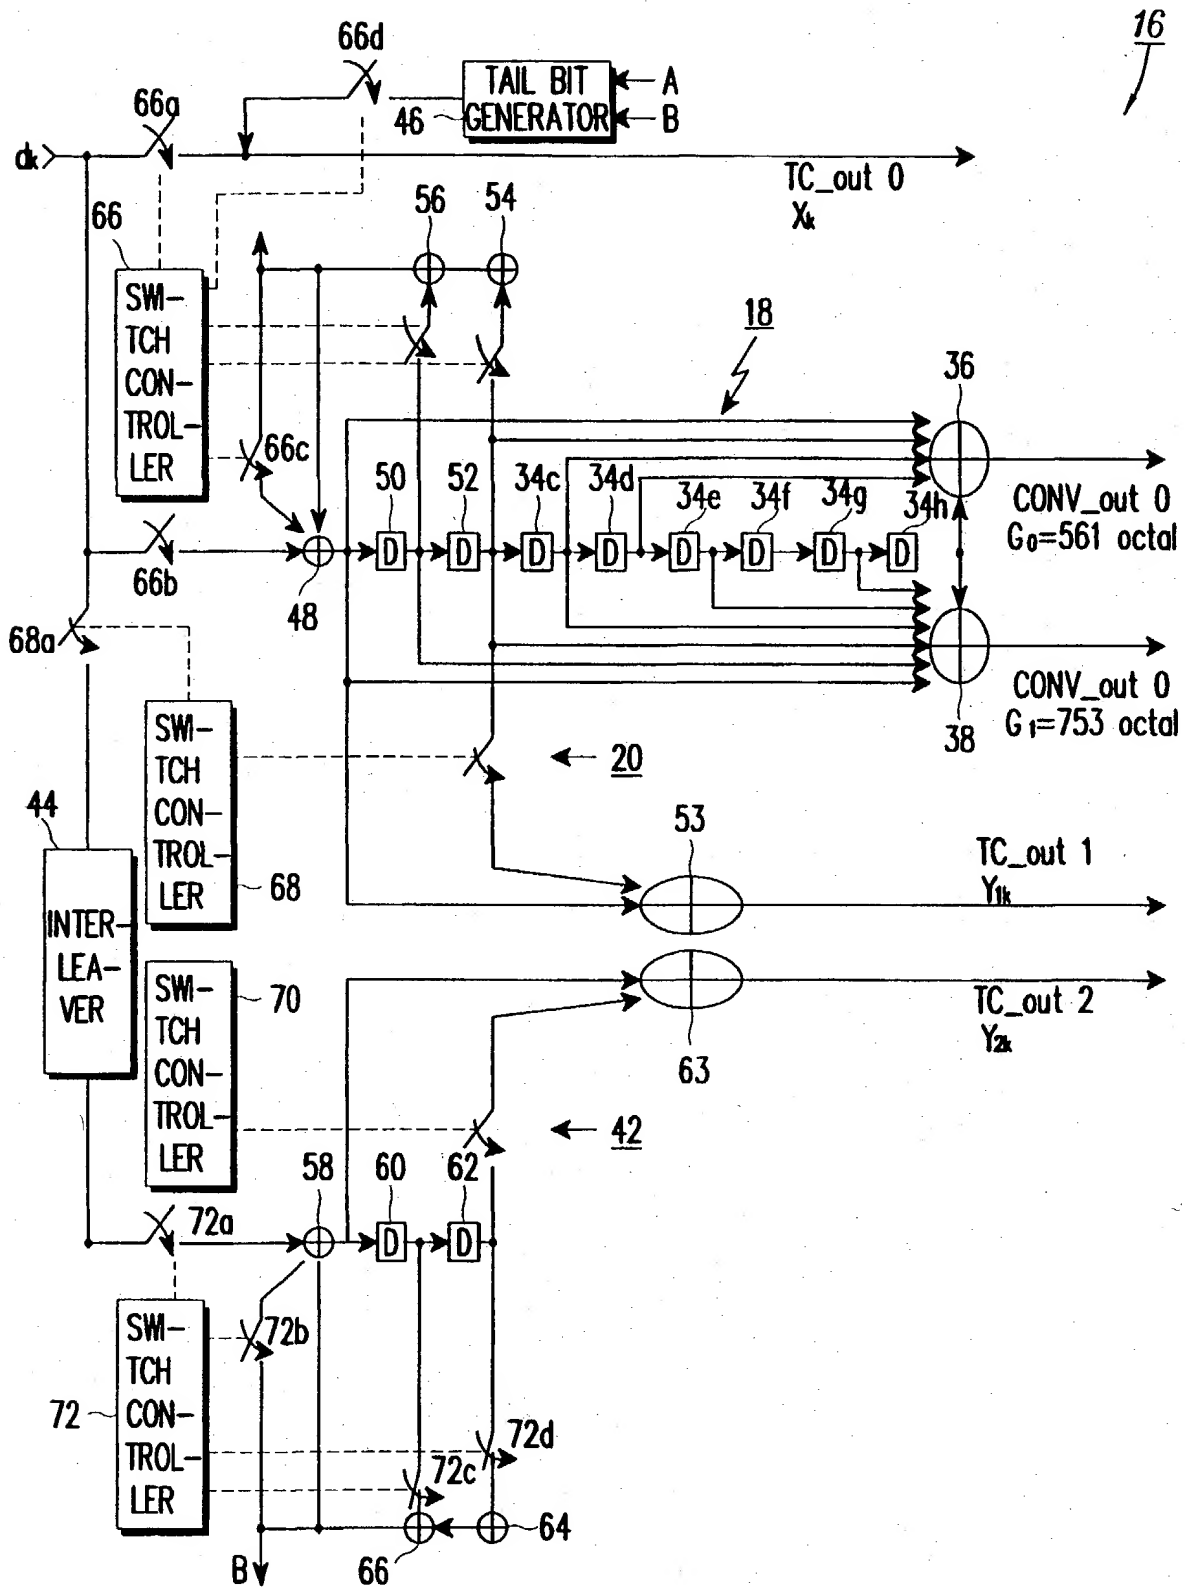 16
66d
TAIL BIT
GENERATOR
46
A
B
66a
dk
TC_out 0
Xk
66
56
54
SWI-
TCH
CON-
TROL-
LER
18
36
66c
50
52
34c
34d
34e
34f
34g
34h
CONV_out 0
G0=561 octal
D
D
D
D
D
D
D
D
66b
48
68a
CONV_out 0
G1=753 octal
38
SWI-
TCH
CON-
TROL-
LER
68
20
44
INTER-
LEA-
VER
53
TC_out 1
Y1k
SWI-
TCH
CON-
TROL-
LER
70
TC_out 2
Y2k
63
42
58
60
62
72a
D
D
SWI-
TCH
CON-
TROL-
LER
72
72b
72d
72c
64
66
B